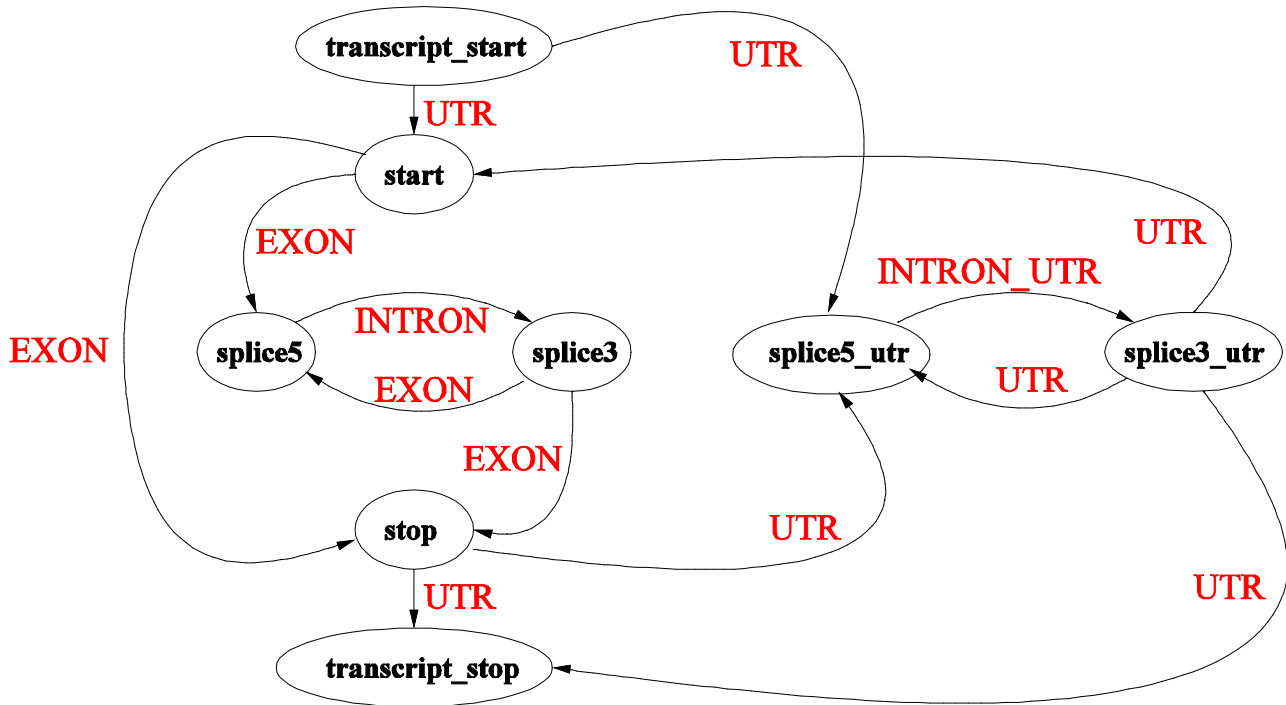 transcript_start
UTR
UTR
start
EXON
UTR
INTRON_UTR
INTRON
EXON
splice5
splice3
splice5_utr
splice3_utr
EXON
UTR
EXON
stop
UTR
UTR
UTR
transcript_stop